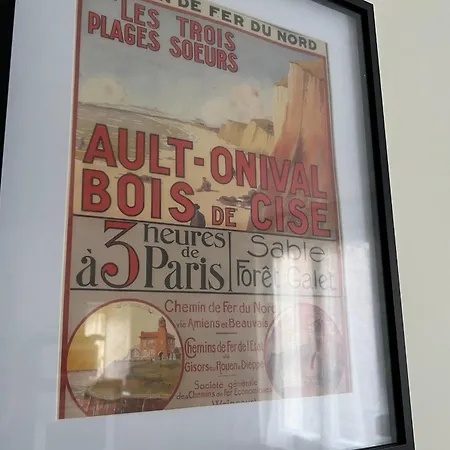 N DE FER DU NORD
LES TROIS
PLAGES SOEURS
AULT-ONIVAL
BOIS DE CISE
à 3 heures de Paris
Sable
Forêt Galet
Chemin de Fer du Nord
via Amiens et Beauvais
Chemins de Fer de l'Etat
via
Gisors ou Rouen & Dieppe
Société générale
des Chemins de Fer Economiques